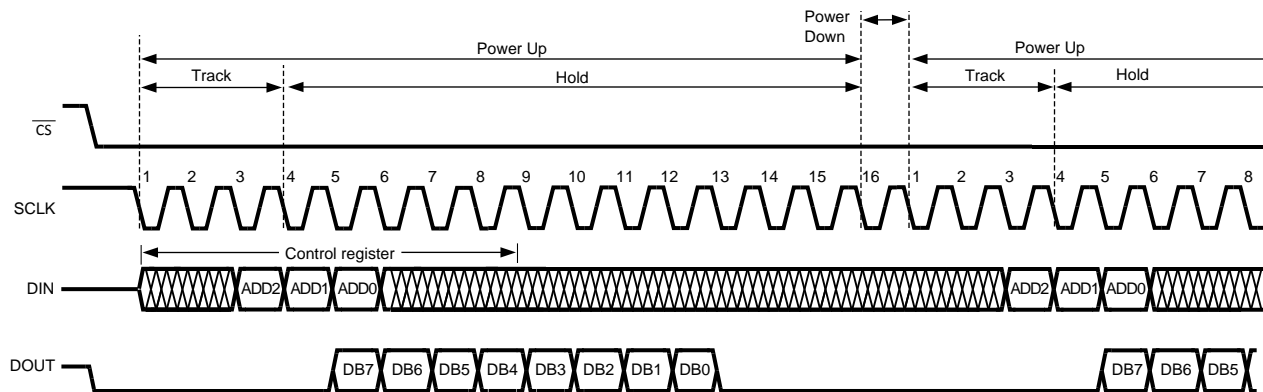 Power
Down
Power Up
Power Up
Track
Hold
Track
Hold
CS
1 2 3 4 5 6 7 8 9 10 11 12 13 14 15 16 1 2 3 4 5 6 7 8
SCLK
Control register
DIN
ADD2 ADD1 ADD0 ADD2 ADD1 ADD0
DOUT
DB7 DB6 DB5 DB4 DB3 DB2 DB1 DB0 DB7 DB6 DB5